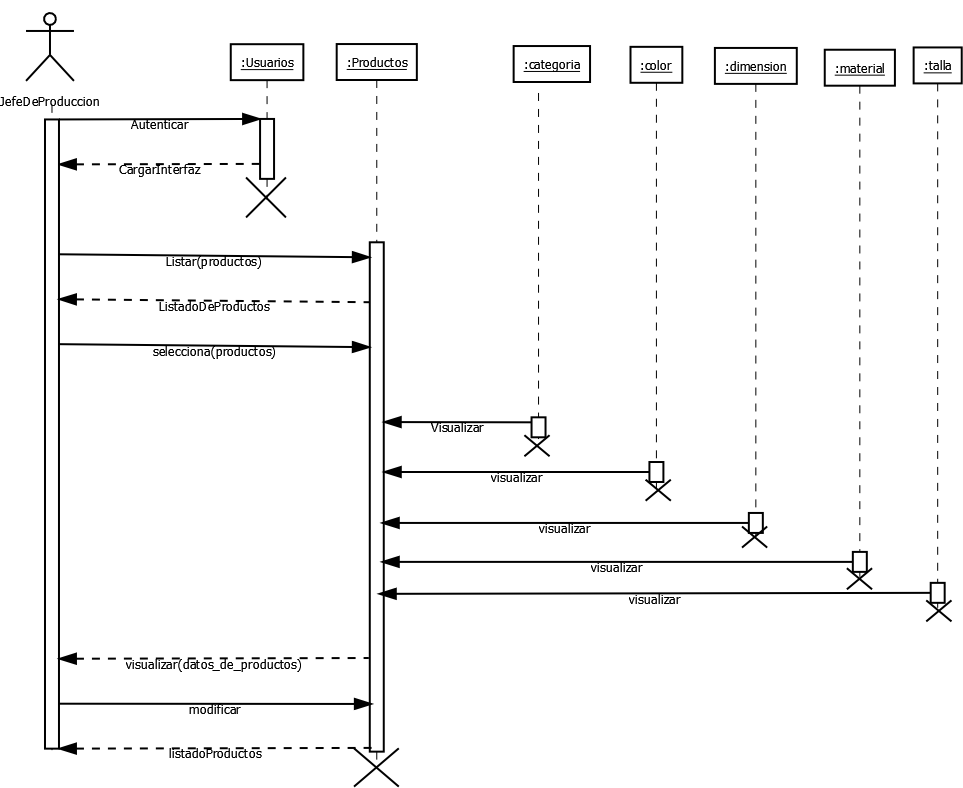 :Usuarios
:Productos
:categoria
:color
:dimension
:material
:talla
JefeDeProduccion
Autenticar
CargarInterfaz
Listar(productos)
ListadoDeProductos
selecciona(productos)
Visualizar
visualizar
visualizar
visualizar
visualizar
visualizar(datos_de_productos)
modificar
listadoProductos